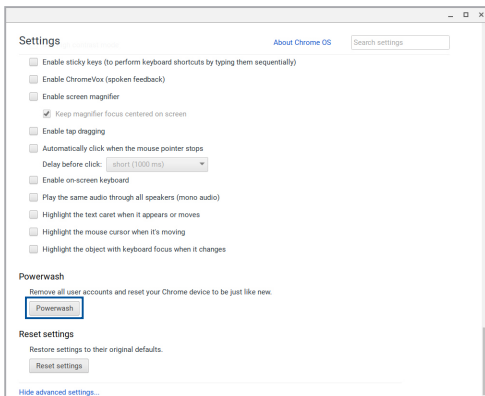 Settings
About Chrome OS
Search settings
Enable sticky keys (to perform keyboard shortcuts by typing them sequentially)
Enable ChromeVox (spoken feedback)
Enable screen magnifier
Keep magnifier focus centered on screen
Enable tap dragging
Automatically click when the mouse pointer stops
Delay before click: short (1000 ms)
Enable on-screen keyboard
Play the same audio through all speakers (mono audio)
Highlight the text caret when it appears or moves
Highlight the mouse cursor when it's moving
Highlight the object with keyboard focus when it changes
Powerwash
Remove all user accounts and reset your Chrome device to be just like new.
Powerwash
Reset settings
Restore settings to their original defaults.
Reset settings
Hide advanced settings...